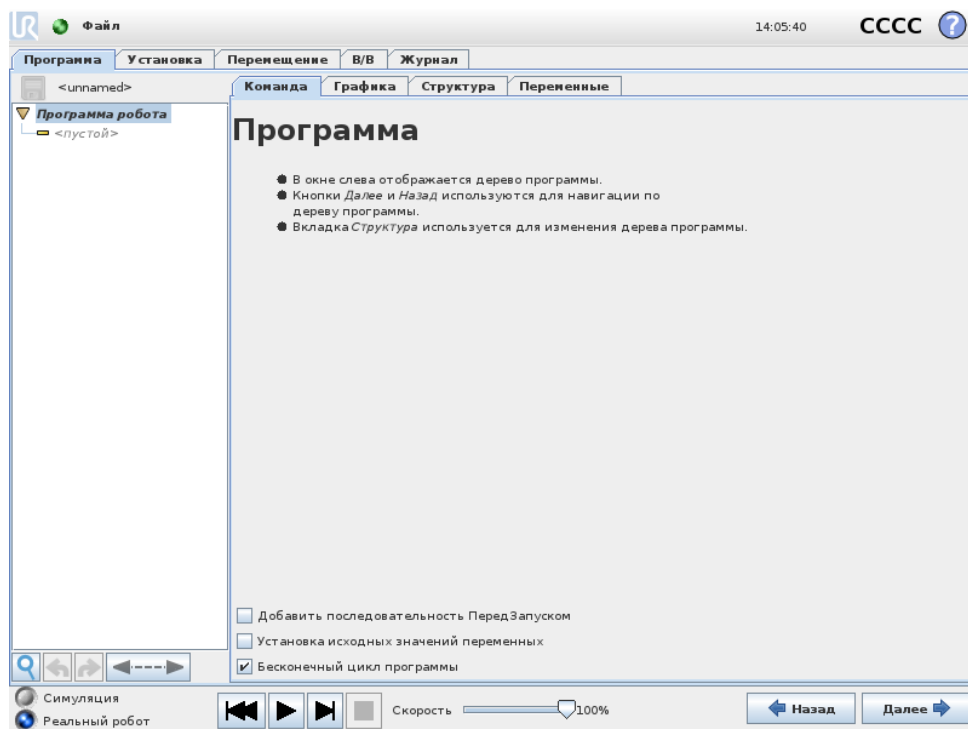 UR Файл 14:05:40 CCCC ?
Программа Установка Перемещение В/В Журнал
<unnamed> Команда Графика Структура Переменные
Программа робота
<пустой>
Программа
В окне слева отображается дерево программы.
Кнопки Далее и Назад используются для навигации по
дереву программы.
Вкладка Структура используется для изменения дерева программы.
Добавить последовательность ПередЗапуском
Установка исходных значений переменных
Бесконечный цикл программы
Симуляция
Реальный робот
Скорость 100% Назад Далее